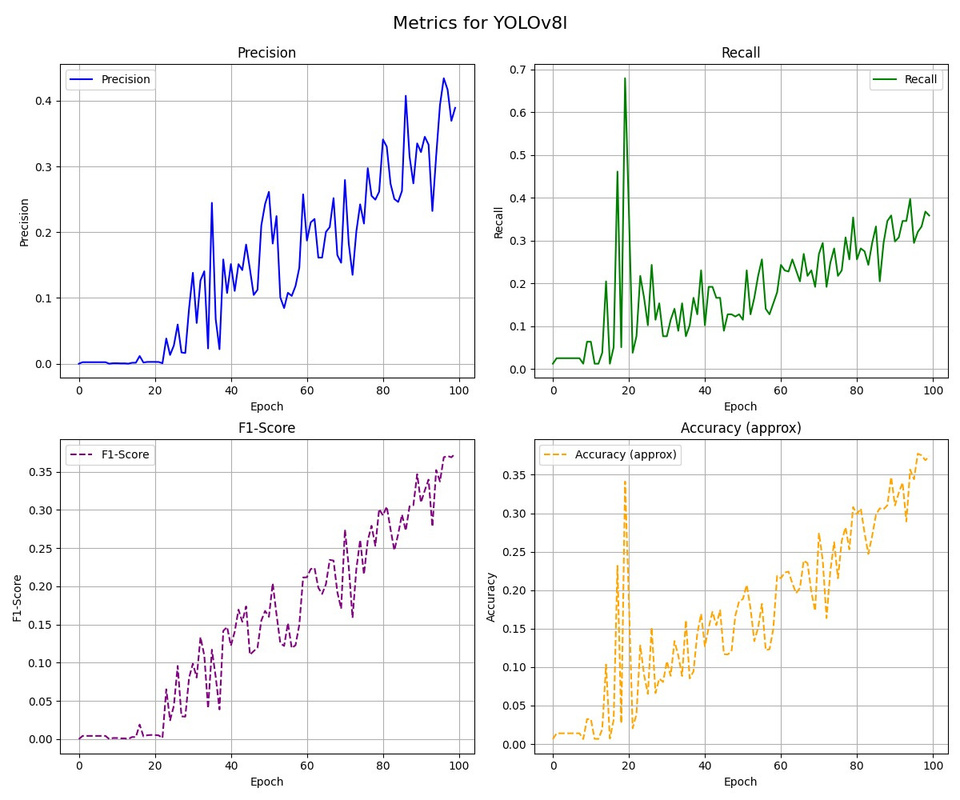 Metrics for YOLOv8l
Precision
Precision
Precision
0.4
0.3
0.2
0.1
0.0
0 20 40 60 80 100
Epoch
Recall
Recall
Recall
0.7
0.6
0.5
0.4
0.3
0.2
0.1
0.0
0 20 40 60 80 100
Epoch
F1-Score
F1-Score
F1-Score
0.35
0.30
0.25
0.20
0.15
0.10
0.05
0.00
0 20 40 60 80 100
Epoch
Accuracy (approx)
Accuracy (approx)
Accuracy
0.35
0.30
0.25
0.20
0.15
0.10
0.05
0.00
0 20 40 60 80 100
Epoch